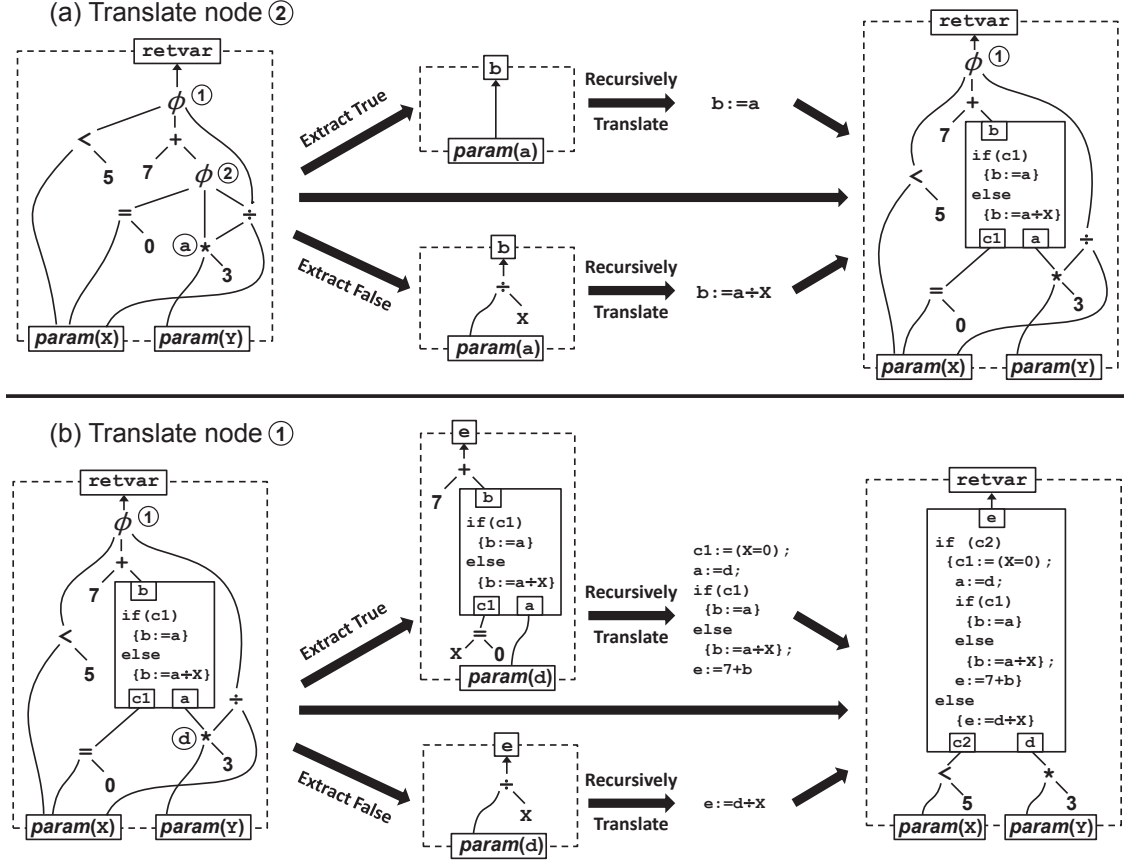 (a) Translate node ②
retvar
ϕ ①
<
+
5
7
ϕ ②
=
÷
0
ⓐ *
3
param(X)
param(Y)
Extract True
b
param(a)
Recursively
Translate
b:=a
Extract False
b
÷
X
param(a)
Recursively
Translate
b:=a÷X
retvar
ϕ ①
+
7
b
if(c1)
{b:=a}
else
{b:=a÷X}
c1
a
<
5
÷
=
0
*
3
param(X)
param(Y)
(b) Translate node ①
retvar
ϕ ①
+
7
b
if(c1)
{b:=a}
else
{b:=a÷X}
c1
a
<
5
÷
=
0
ⓓ *
3
param(X)
param(Y)
Extract True
e
+
7
b
if(c1)
{b:=a}
else
{b:=a÷X}
c1
a
=
X
0
param(d)
Recursively
Translate
c1:=(X=0);
a:=d;
if(c1)
{b:=a}
else
{b:=a÷X};
e:=7+b
Extract False
e
÷
X
param(d)
Recursively
Translate
e:=d÷X
retvar
e
if (c2)
{c1:=(X=0);
a:=d;
if(c1)
{b:=a}
else
{b:=a÷X};
e:=7+b}
else
{e:=d÷X}
c2
d
<
5
*
3
param(X)
param(Y)